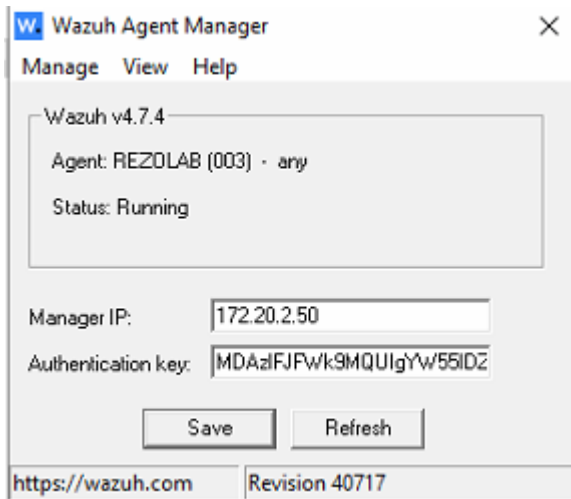 W. Wazuh Agent Manager
Manage View Help
Wazuh v4.7.4
Agent: REZOLAB (003) - any
Status: Running
Manager IP: 172.20.2.50
Authentication key: MDAzIFJFWk9MQUIgYW55IDZ
Save Refresh
https://wazuh.com Revision 40717